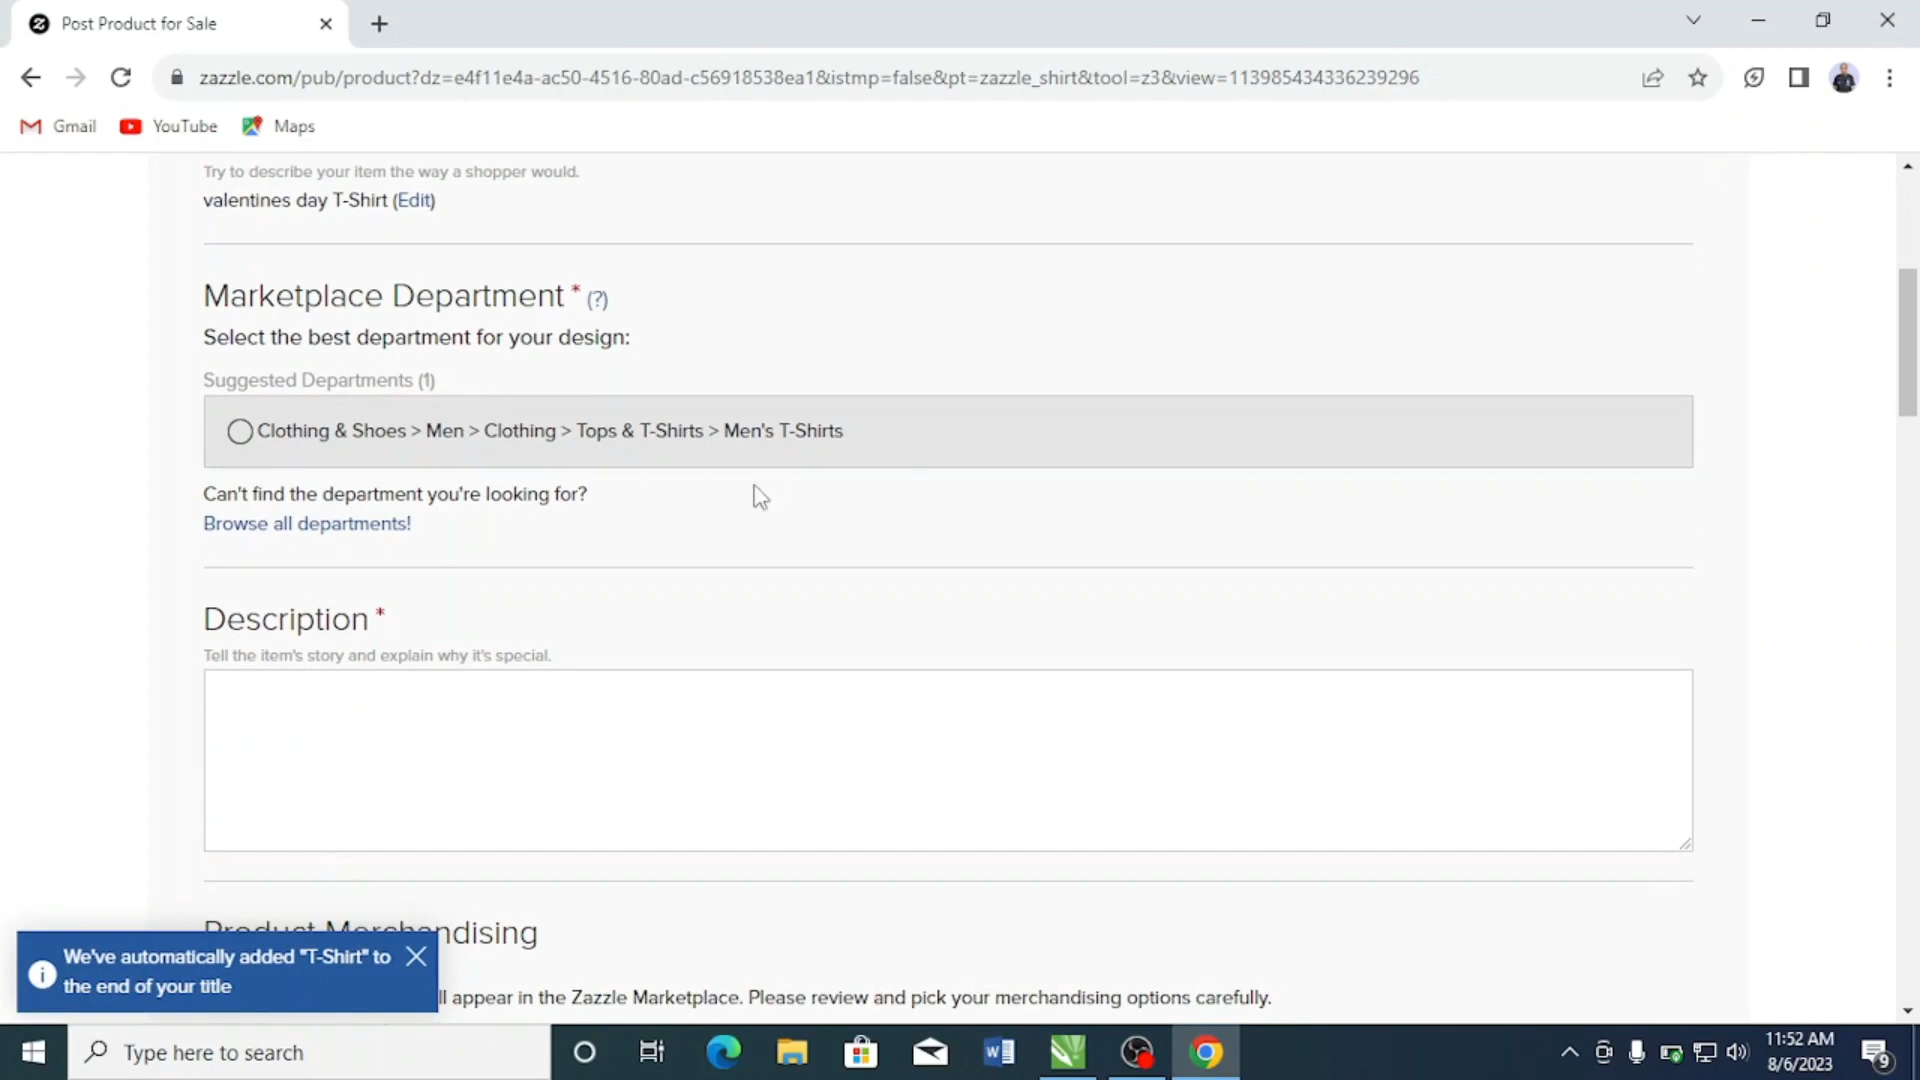 Post Product for Sale
zazzle.com/pub/product?dz=e4f11e4a-ac50-4516-80ad-c56918538ea1&istmp=false&pt=zazzle_shirt&tool=z3&view=113985434336239296
Gmail
YouTube
Maps
Try to describe your item the way a shopper would.
valentines day T-Shirt (Edit)
Marketplace Department * (?)
Select the best department for your design:
Suggested Departments (1)
Clothing & Shoes > Men > Clothing > Tops & T-Shirts > Men's T-Shirts
Can't find the department you're looking for?
Browse all departments!
Description *
Tell the item's story and explain why it's special.
Product Merchandising
We've automatically added "T-Shirt" to
the end of your title
ll appear in the Zazzle Marketplace. Please review and pick your merchandising options carefully.
Type here to search
11:52 AM
8/6/2023
9